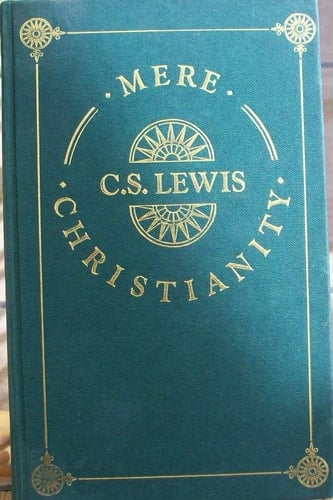 · MERE ·
C.S. LEWIS
· CHRISTIANITY ·